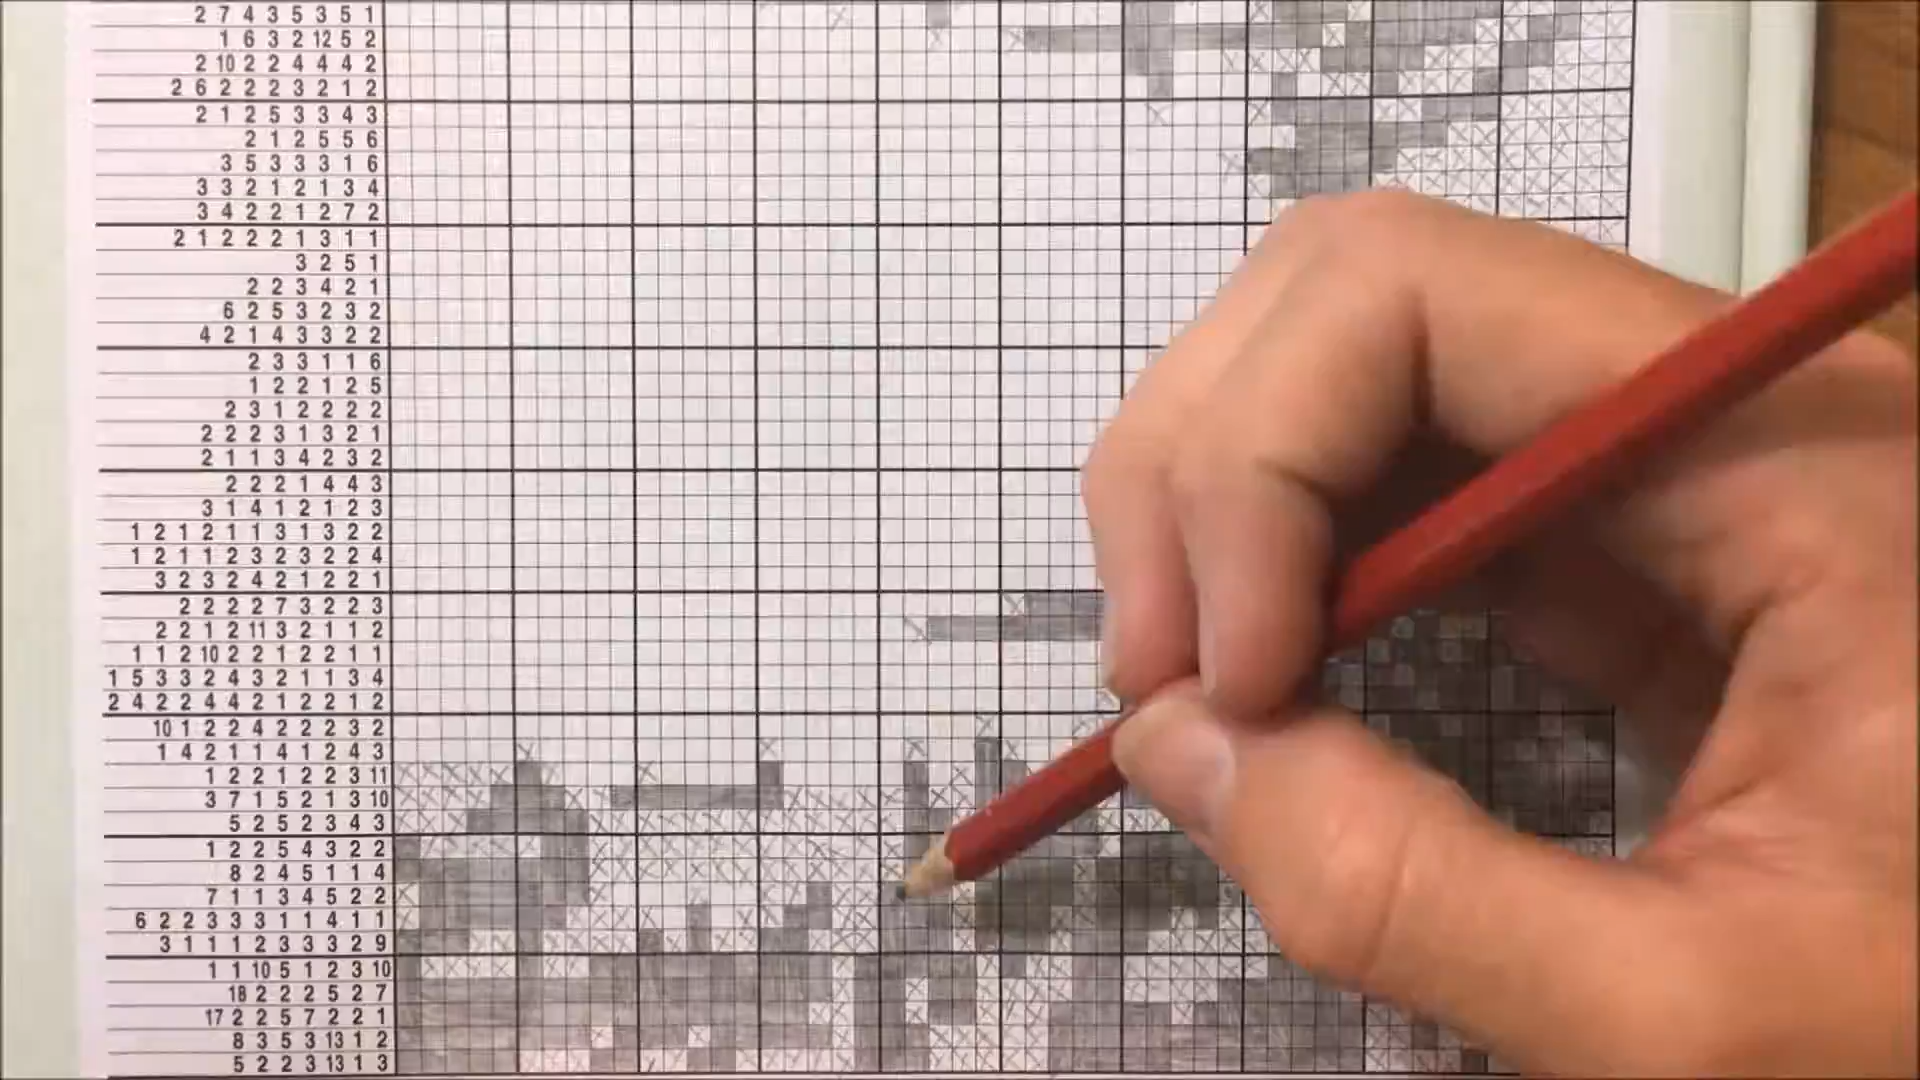 2 7 4 3 5 3 5 1
1 6 3 2 12 5 2
2 10 2 2 4 4 4 2
2 6 2 2 2 3 2 1 2
2 1 2 5 3 3 4 3
2 1 2 5 5 6
3 5 3 3 3 1 6
3 3 2 1 2 1 3 4
3 4 2 2 1 2 7 2
2 1 2 2 2 1 3 1 1
3 2 5 1
2 2 3 4 2 1
6 2 5 3 2 3 2
4 2 1 4 3 3 2 2
2 3 3 1 1 6
1 2 2 1 2 5
2 3 1 2 2 2 2
2 2 2 3 1 3 2 1
2 1 1 3 4 2 3 2
2 2 2 1 4 4 3
3 1 4 1 2 1 2 3
1 2 1 2 1 1 3 1 3 2 2
1 2 1 1 2 3 2 3 2 2 4
3 2 3 2 4 2 1 2 2 1
2 2 2 2 7 3 2 2 3
2 2 1 2 11 3 2 1 1 2
1 1 2 10 2 2 1 2 2 1 1
1 5 3 3 2 4 3 2 1 1 3 4
2 4 2 2 4 4 2 1 2 2 1 2
10 1 2 2 4 2 2 2 3 2
1 4 2 1 1 4 1 2 4 3
1 2 2 1 2 2 3 11
3 7 1 5 2 1 3 10
5 2 5 2 3 4 3
1 2 2 5 4 3 2 2
8 2 4 5 1 1 4
7 1 1 3 4 5 2 2
6 2 2 3 3 3 1 1 4 1 1
3 1 1 1 2 3 3 3 2 9
1 1 10 5 1 2 3 10
18 2 2 2 5 2 7
17 2 2 5 7 2 2 1
8 3 5 3 13 1 2
5 2 2 3 13 1 3